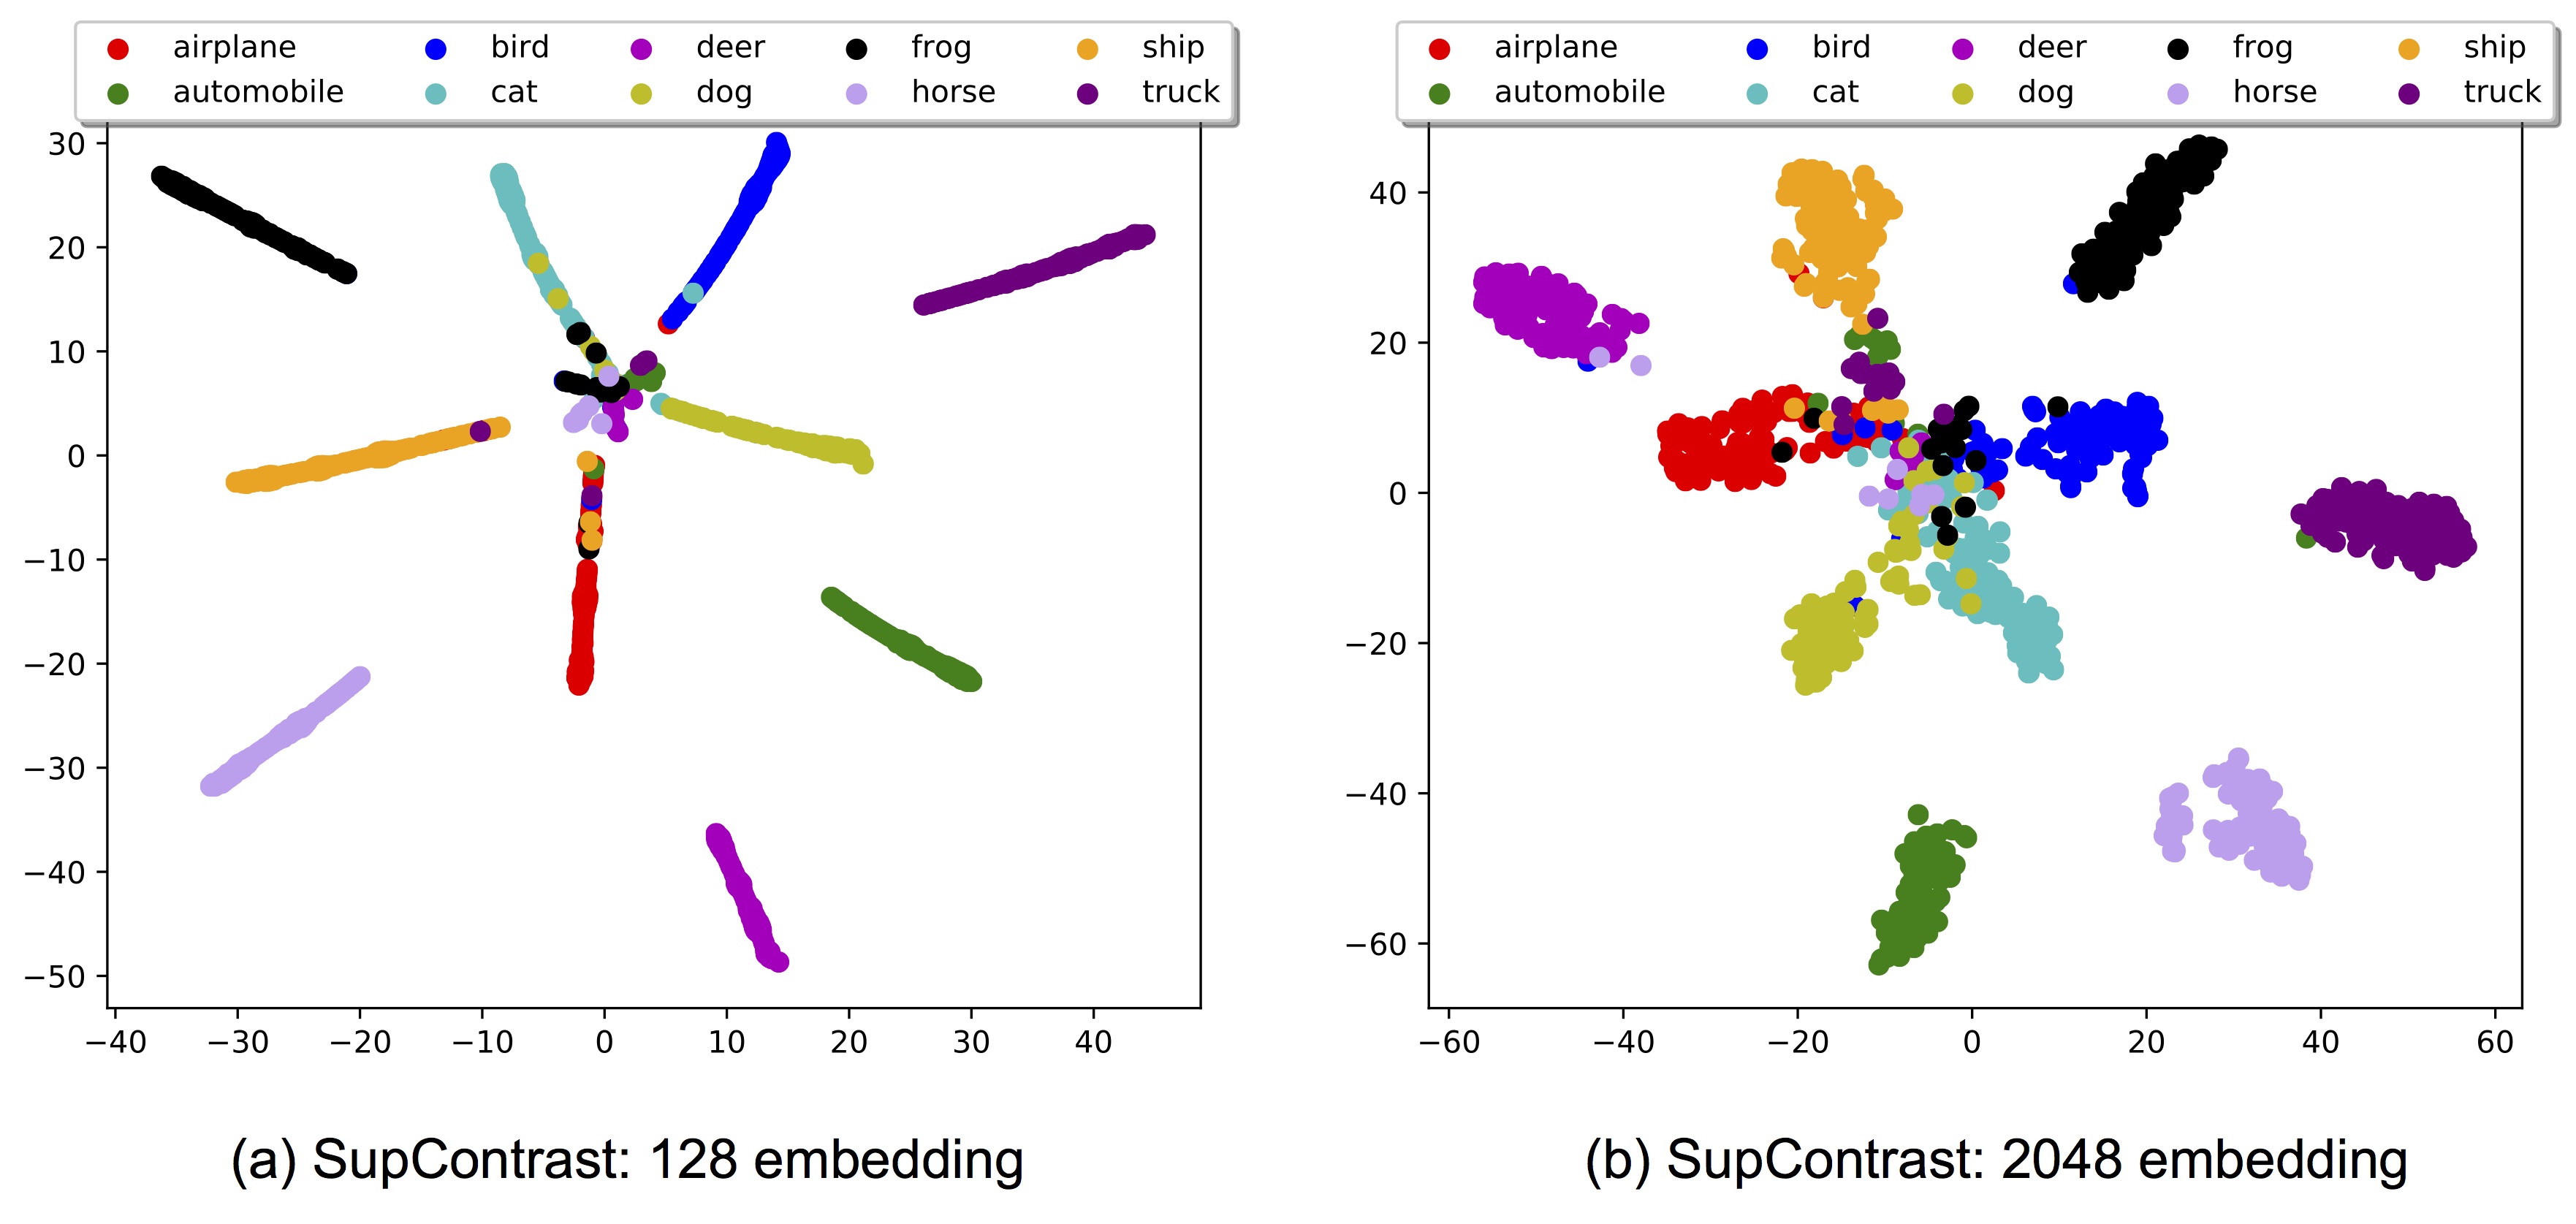 airplane bird deer frog ship
automobile cat dog horse truck
30
20
10
0
−10
−20
−30
−40
−50
−40 −30 −20 −10 0 10 20 30 40
(a) SupContrast: 128 embedding
airplane bird deer frog ship
automobile cat dog horse truck
40
20
0
−20
−40
−60
−60 −40 −20 0 20 40 60
(b) SupContrast: 2048 embedding